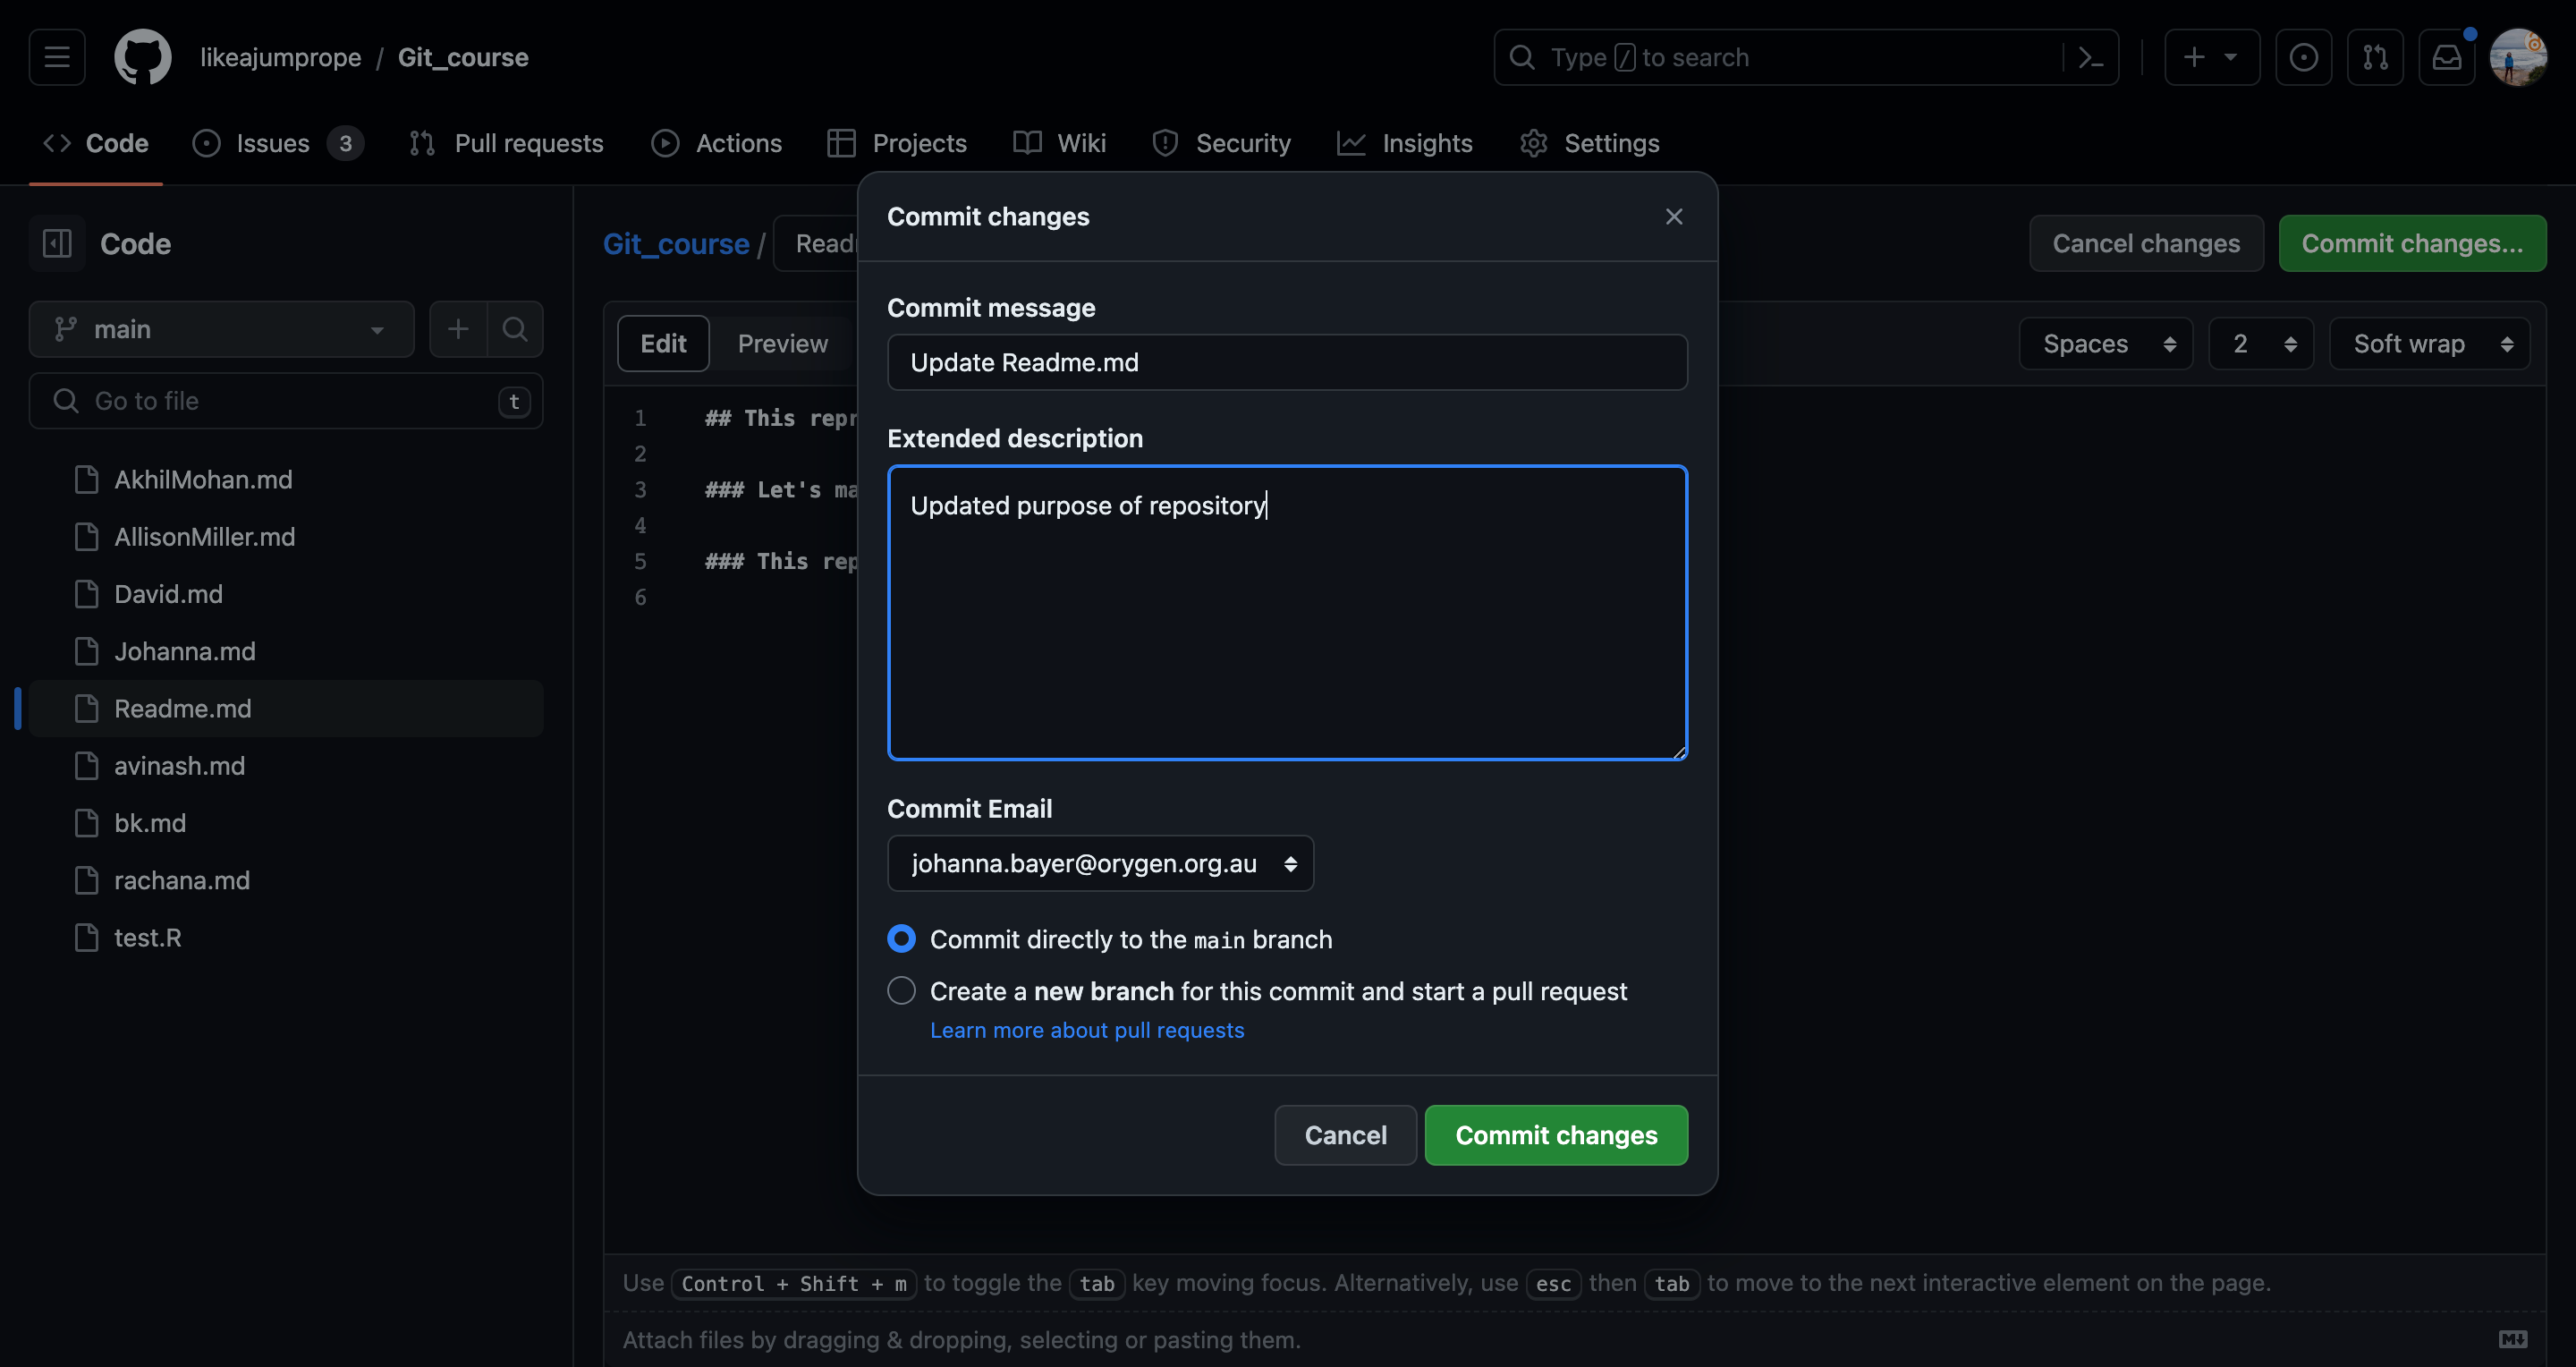 likeajumprope / Git_course
Type / to search
Code
Issues 3
Pull requests
Actions
Projects
Wiki
Security
Insights
Settings
Code
main
Go to file t
AkhilMohan.md
AllisonMiller.md
David.md
Johanna.md
Readme.md
avinash.md
bk.md
rachana.md
test.R
Git_course /
Cancel changes
Commit changes...
Edit
Preview
Spaces
2
Soft wrap
1 ## This
2
3 ### Let's
4
5 ### This
6
Commit changes
Commit message
Update Readme.md
Extended description
Updated purpose of repository
Commit Email
johanna.bayer@orygen.org.au
Commit directly to the main branch
Create a new branch for this commit and start a pull request
Learn more about pull requests
Cancel
Commit changes
Use Control + Shift + m to toggle the tab key moving focus. Alternatively, use esc then tab to move to the next interactive element on the page.
Attach files by dragging & dropping, selecting or pasting them.